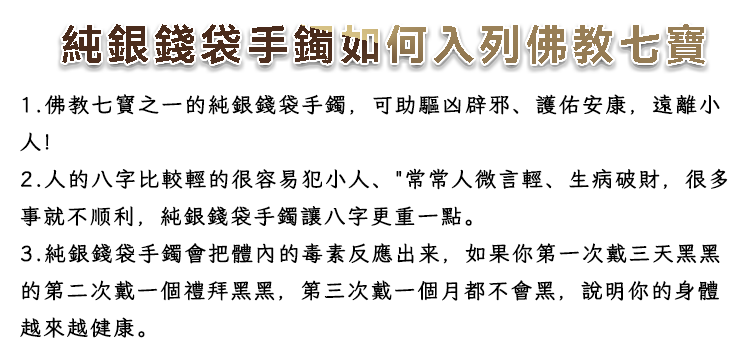 純銀錢袋手鐲如何入列佛教七寶
1.佛教七寶之一的純銀錢袋手鐲，可助驅凶辟邪、護佑安康，遠離小
人!
2.人的八字比較輕的很容易犯小人、"常常人微言輕、生病破財，很多
事就不顺利，純銀錢袋手鐲讓八字更重一點。
3.純銀錢袋手鐲會把體內的毒素反應出来，如果你第一次戴三天黑黑
的第二次戴一個禮拜黑黑，第三次戴一個月都不會黑，說明你的身體
越來越健康。